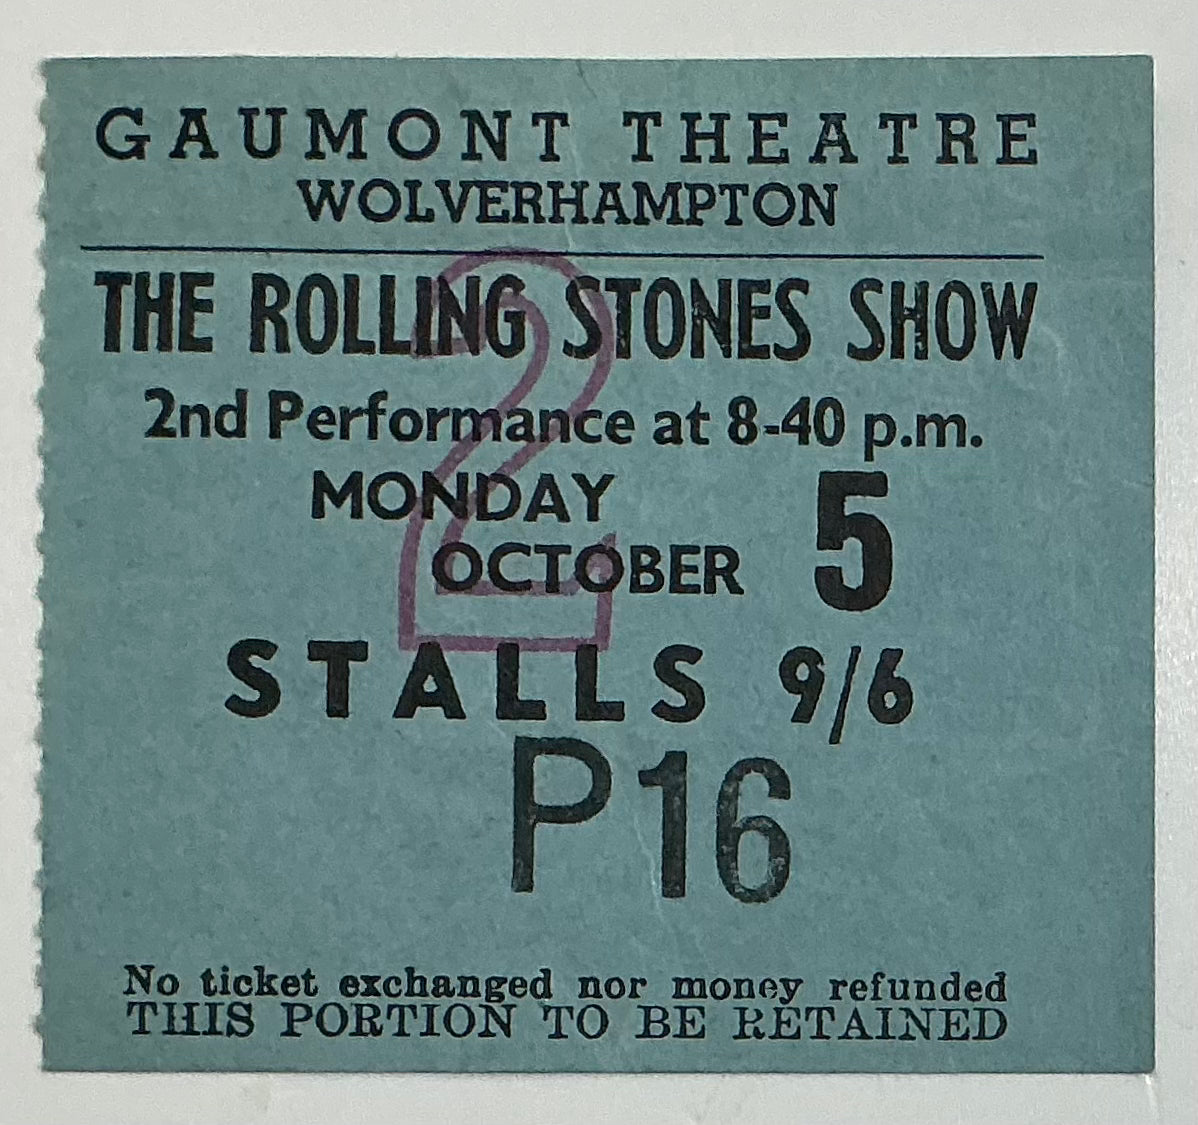 GAUMONT THEATRE
WOLVERHAMPTON
THE ROLLING STONES SHOW
2nd Performance at 8-40 p.m.
MONDAY
OCTOBER 5
2
STALLS 9/6
P16
No ticket exchanged nor money refunded
THIS PORTION TO BE RETAINED